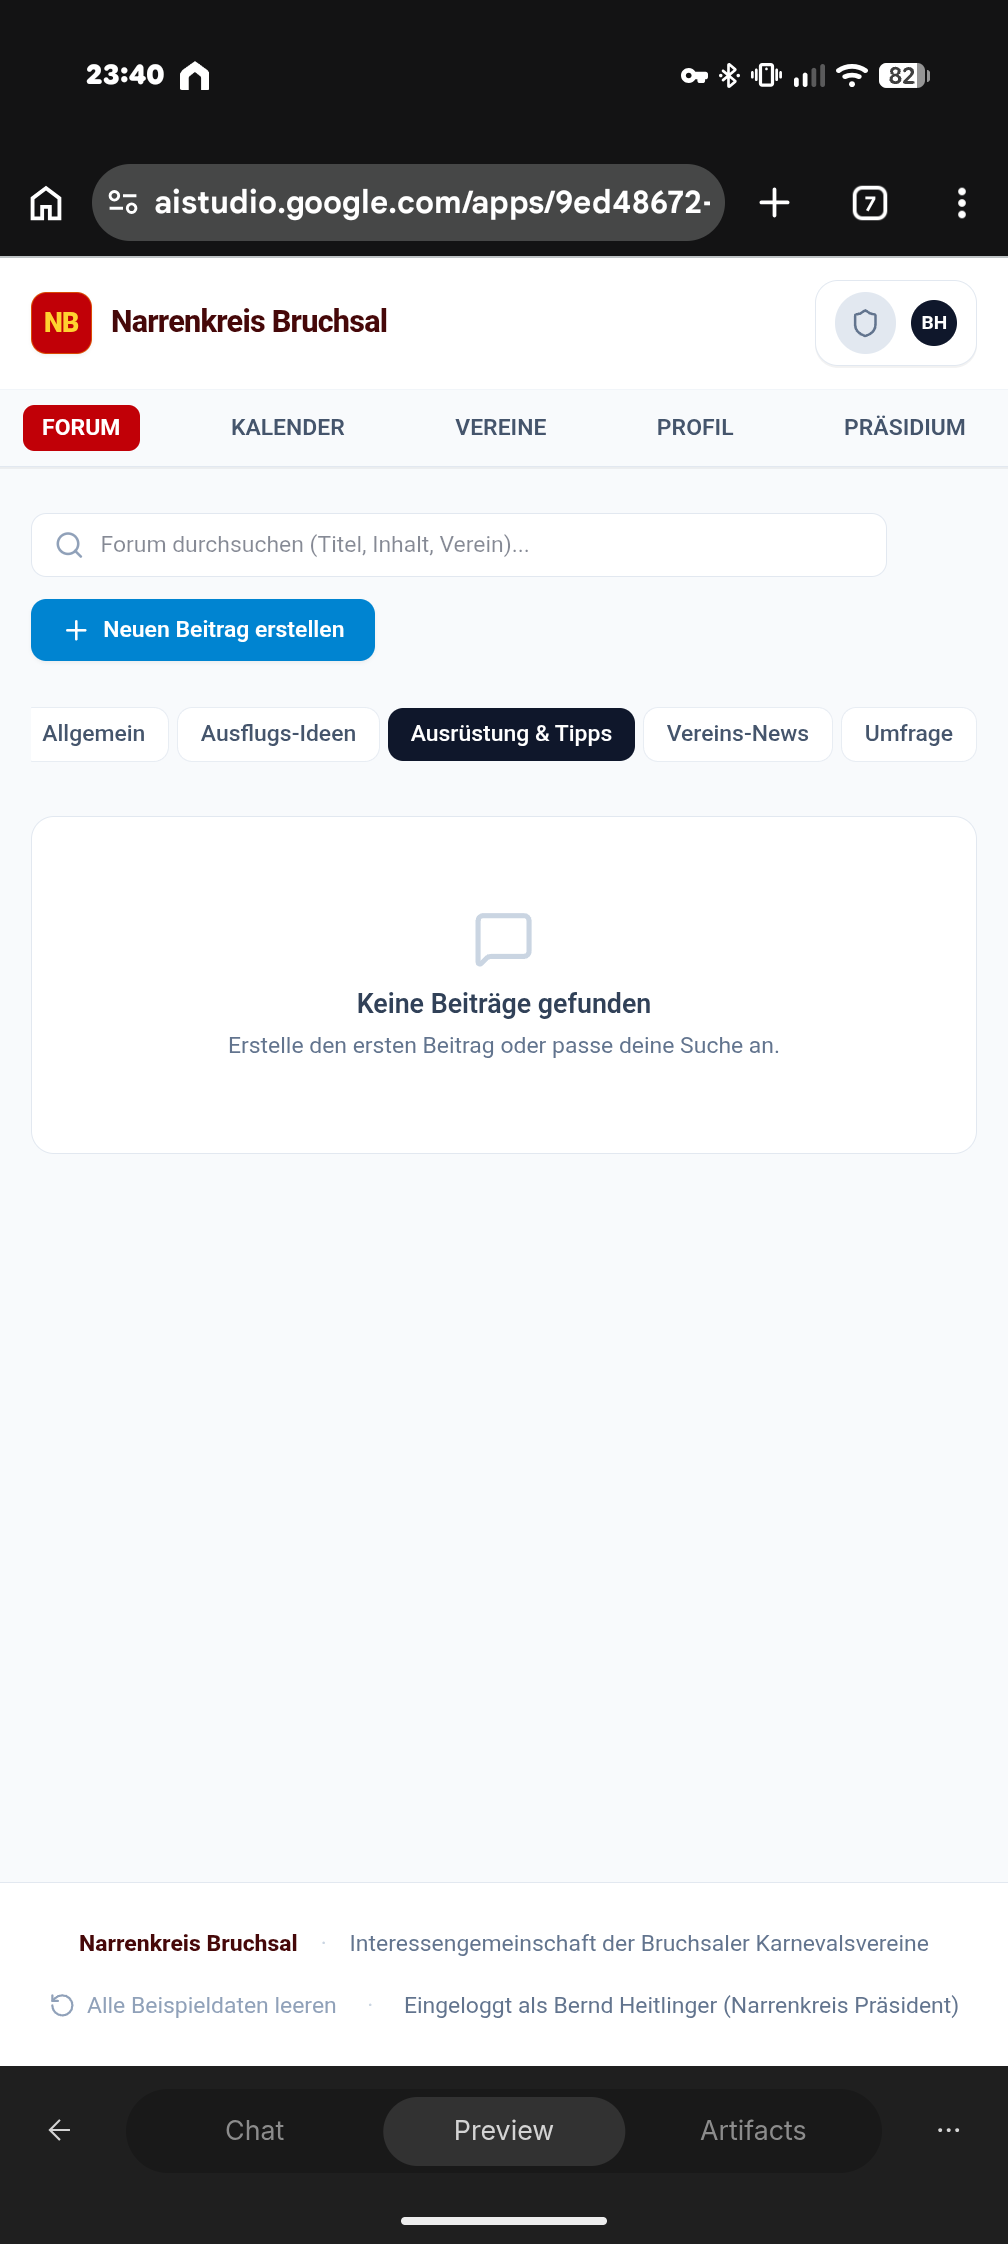 23:40
82
aistudio.google.com/apps/9ed48672-
7
NB
Narrenkreis Bruchsal
BH
FORUM
KALENDER
VEREINE
PROFIL
PRÄSIDIUM
Forum durchsuchen (Titel, Inhalt, Verein)...
Neuen Beitrag erstellen
Allgemein
Ausflugs-Ideen
Ausrüstung & Tipps
Vereins-News
Umfrage
Keine Beiträge gefunden
Erstelle den ersten Beitrag oder passe deine Suche an.
Narrenkreis Bruchsal · Interessengemeinschaft der Bruchsaler Karnevalsvereine
Alle Beispieldaten leeren · Eingeloggt als Bernd Heitlinger (Narrenkreis Präsident)
Chat
Preview
Artifacts